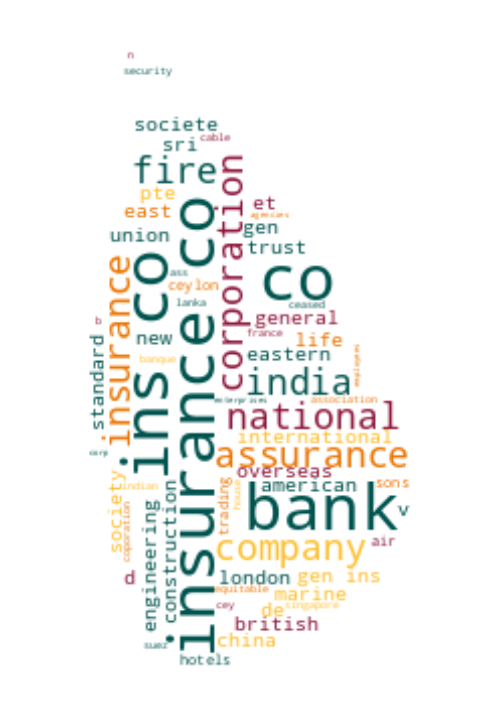 n
security
societe
cable
sri
fire
corporation
pte
et
east
agencies
gen
union
trust
insurance co
ins co
co
ass
ceylon
insurance
lanka
ceased
b
general
new
france
life
standard
banque
eastern
employees
india
enterprises
association
national
international
assurance
corp
overseas
society
indian
american
sons
trading
house
bank
v
coporation
engineering
construction
company
air
d
london
gen ins
equitable
marine
cey
de
singapore
british
suez
china
hotels